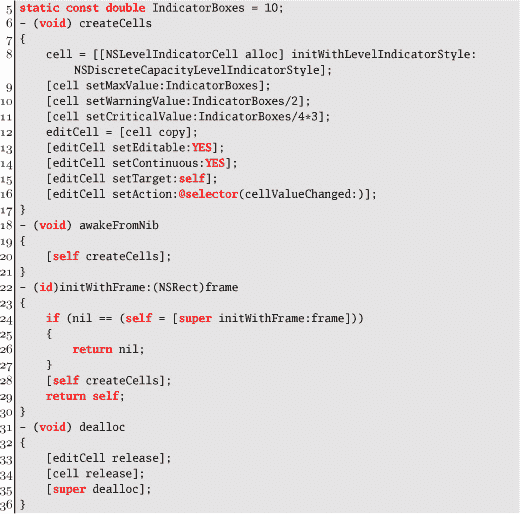 5 static const double IndicatorBoxes = 10;
6 - (void) createCells
7 {
8     cell = [[NSLevelIndicatorCell alloc] initWithLevelIndicatorStyle:
        NSDiscreteCapacityLevelIndicatorStyle];
9     [cell setMaxValue:IndicatorBoxes];
10     [cell setWarningValue:IndicatorBoxes/2];
11     [cell setCriticalValue:IndicatorBoxes/4*3];
12     editCell = [cell copy];
13     [editCell setEditable:YES];
14     [editCell setContinuous:YES];
15     [editCell setTarget:self];
16     [editCell setAction:@selector(cellValueChanged:)];
17 }
18 - (void) awakeFromNib
19 {
20     [self createCells];
21 }
22 - (id)initWithFrame:(NSRect)frame
23 {
24     if (nil == (self = [super initWithFrame:frame]))
25     {
26         return nil;
27     }
28     [self createCells];
29     return self;
30 }
31 - (void) dealloc
32 {
33     [editCell release];
34     [cell release];
35     [super dealloc];
36 }